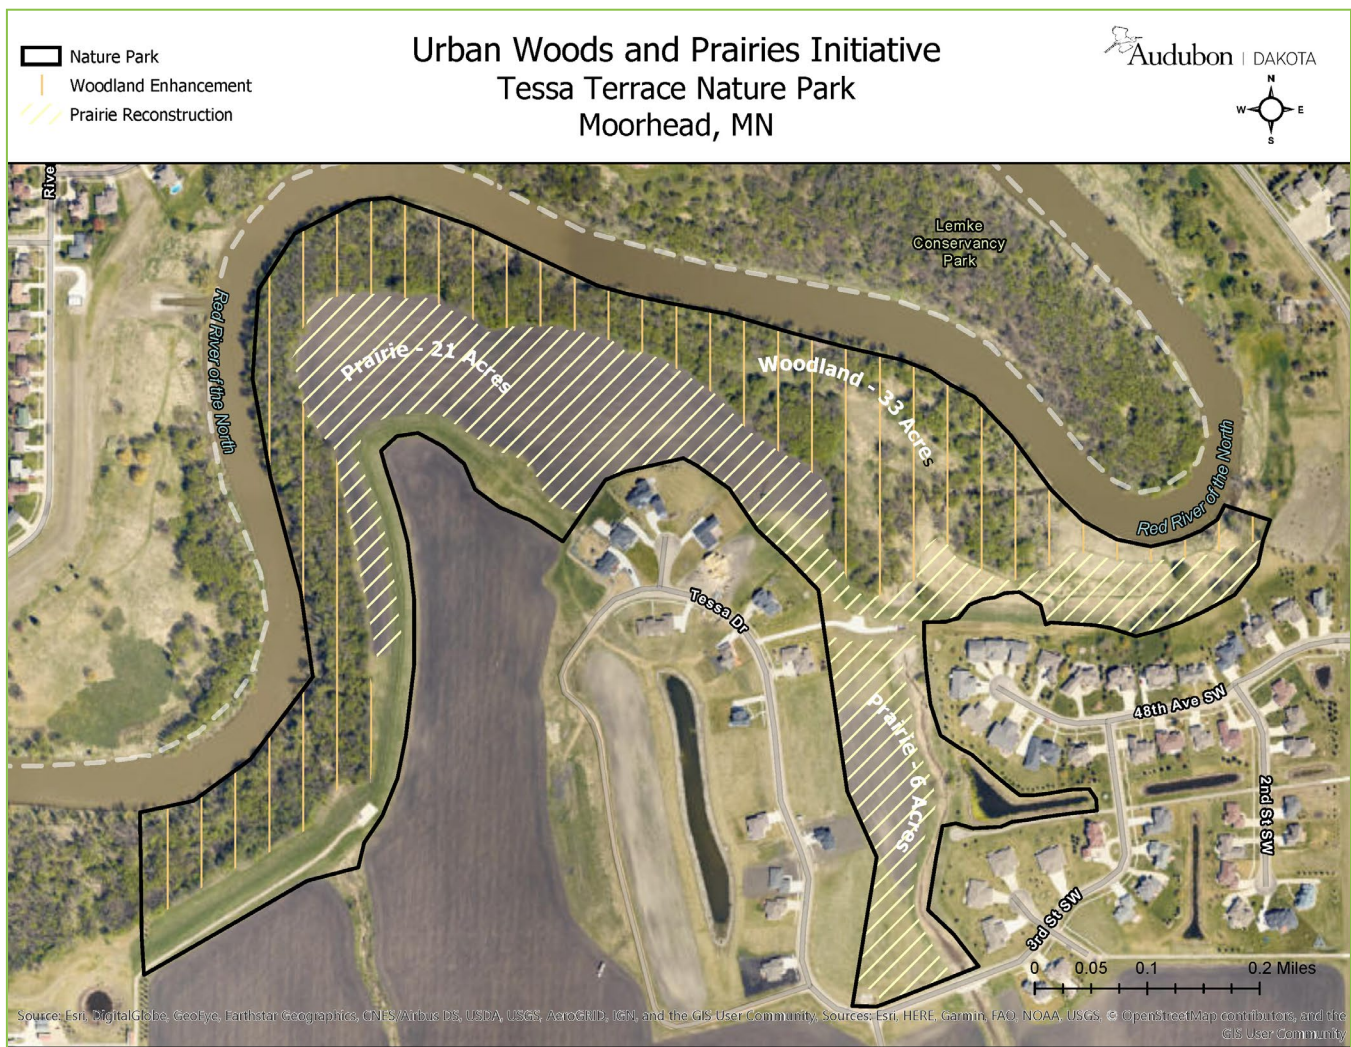 Nature Park
Woodland Enhancement
Prairie Reconstruction
Urban Woods and Prairies Initiative
Tessa Terrace Nature Park
Moorhead, MN
Audubon | DAKOTA
N
W E
S
Rive
Lemke
Conservancy
Park
Red River of the North
Prairie - 21 Acres
Woodland - 33 Acres
Red River of the North
Tessa Dr
48th Ave SW
Prairie - 6 Acres
2nd St SW
3rd St SW
0 0.05 0.1 0.2 Miles
Source: Esri, DigitalGlobe, GeoEye, Earthstar Geographics, CNES/Airbus DS, USDA, USGS, AeroGRID, IGN, and the GIS User Community, Sources: Esri, HERE, Garmin, FAO, NOAA, USGS, © OpenStreetMap contributors, and the
GIS User Community